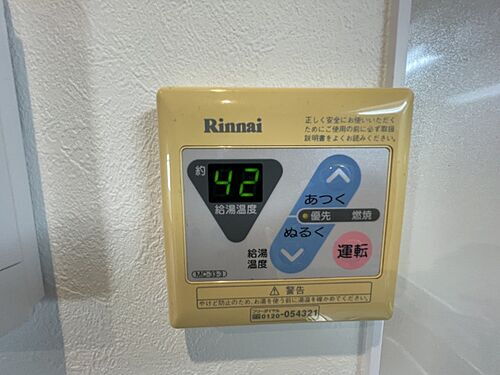 Rinnai
正しく安全にお使いいただく
ためにご使用の前に必ず取扱
説明書をよくお読みください。
約
42
給湯温度
あつく
優先 燃焼
ぬるく
給湯
温度
運転
MC-33-3
警告
やけど防止のため、お湯を使う前に湯温を確かめてください。
フリーダイヤル
0120-054321